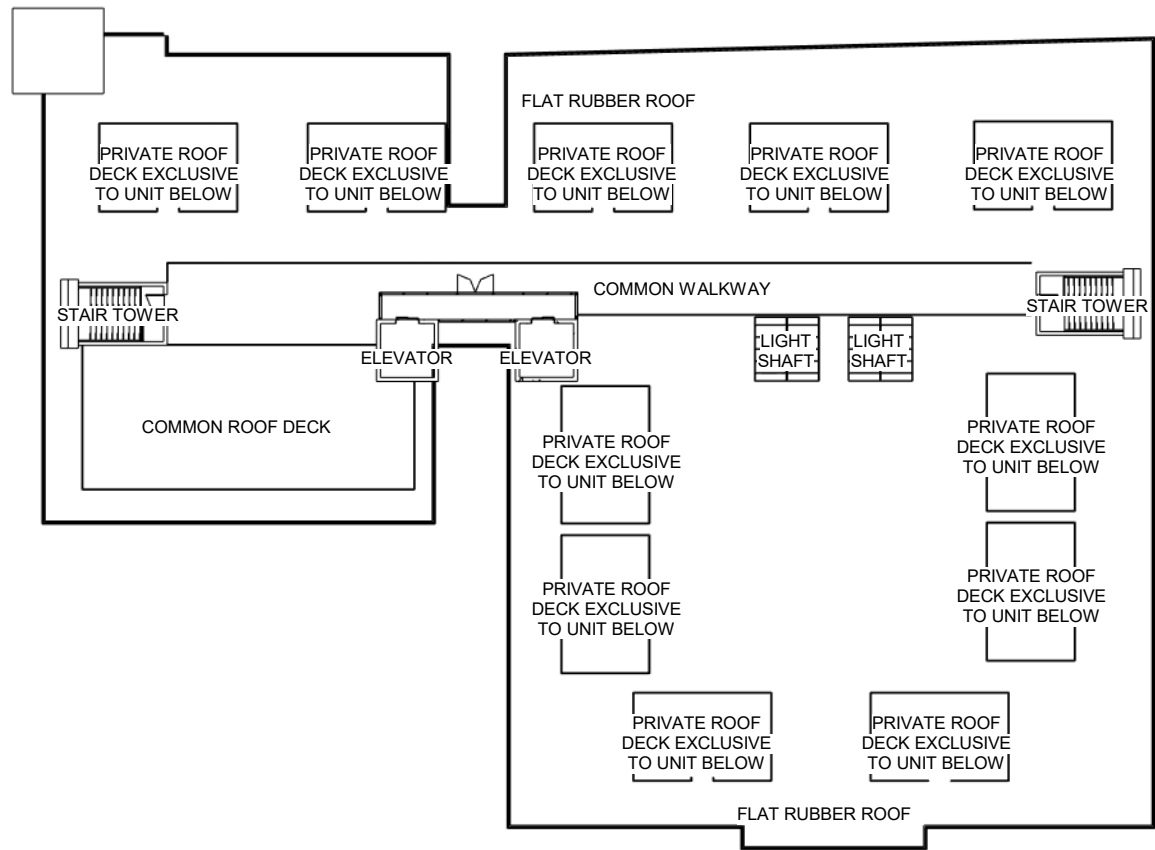 FLAT RUBBER ROOF
PRIVATE ROOF
DECK EXCLUSIVE
TO UNIT BELOW
PRIVATE ROOF
DECK EXCLUSIVE
TO UNIT BELOW
PRIVATE ROOF
DECK EXCLUSIVE
TO UNIT BELOW
PRIVATE ROOF
DECK EXCLUSIVE
TO UNIT BELOW
PRIVATE ROOF
DECK EXCLUSIVE
TO UNIT BELOW
COMMON WALKWAY
STAIR TOWER
STAIR TOWER
ELEVATOR
ELEVATOR
LIGHT
SHAFT
LIGHT
SHAFT
COMMON ROOF DECK
PRIVATE ROOF
DECK EXCLUSIVE
TO UNIT BELOW
PRIVATE ROOF
DECK EXCLUSIVE
TO UNIT BELOW
PRIVATE ROOF
DECK EXCLUSIVE
TO UNIT BELOW
PRIVATE ROOF
DECK EXCLUSIVE
TO UNIT BELOW
PRIVATE ROOF
DECK EXCLUSIVE
TO UNIT BELOW
PRIVATE ROOF
DECK EXCLUSIVE
TO UNIT BELOW
FLAT RUBBER ROOF